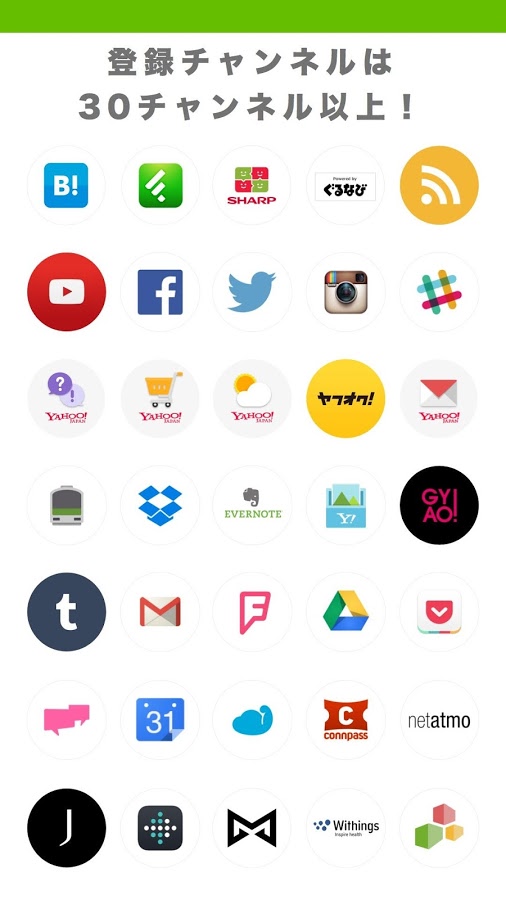 登録チャンネルは
30チャンネル以上！
B!
SHARP
Powered by
ぐるなび
f
?
!
YAHOO!
JAPAN
YAHOO!
JAPAN
YAHOO!
JAPAN
ヤフオク!
YAHOO!
JAPAN
EVERNOTE
Y!
GY
AO!
t
31
C
connpass
netatmo
J
Withings
Inspire health